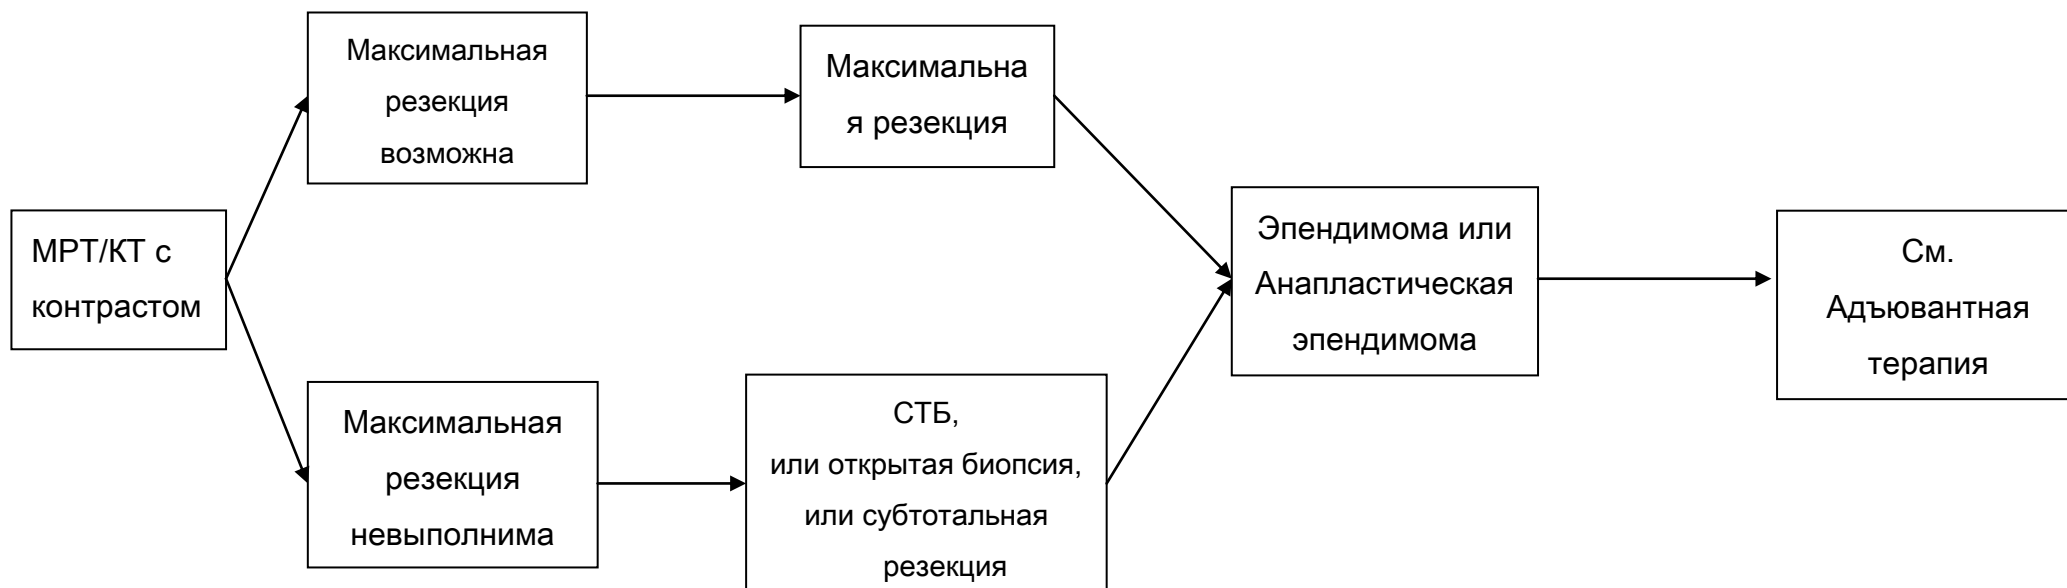 Максимальная
резекция
возможна
Максимальна
я резекция
МРТ/КТ с
контрастом
Эпендимома или
Анапластическая
эпендимома
См.
Адъювантная
терапия
Максимальная
резекция
невыполнима
СТБ,
или открытая биопсия,
или субтотальная
резекция